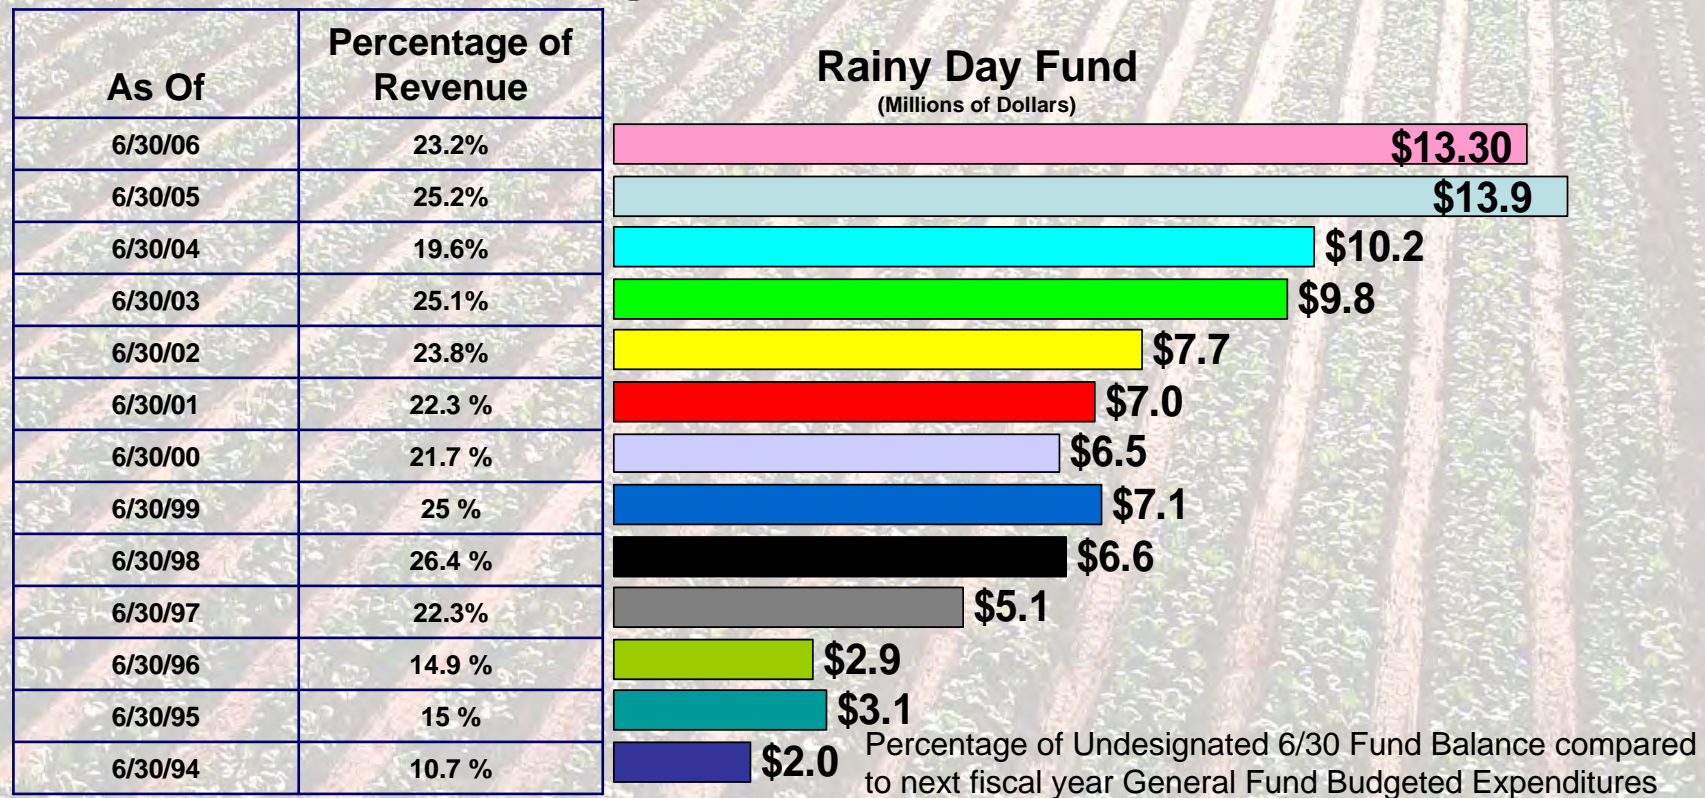 As Of
Percentage of
Revenue
Rainy Day Fund
(Millions of Dollars)
6/30/06 23.2% $13.30
6/30/05 25.2% $13.9
6/30/04 19.6% $10.2
6/30/03 25.1% $9.8
6/30/02 23.8% $7.7
6/30/01 22.3 % $7.0
6/30/00 21.7 % $6.5
6/30/99 25 % $7.1
6/30/98 26.4 % $6.6
6/30/97 22.3% $5.1
6/30/96 14.9 % $2.9
6/30/95 15 % $3.1
6/30/94 10.7 % $2.0
Percentage of Undesignated 6/30 Fund Balance compared
to next fiscal year General Fund Budgeted Expenditures